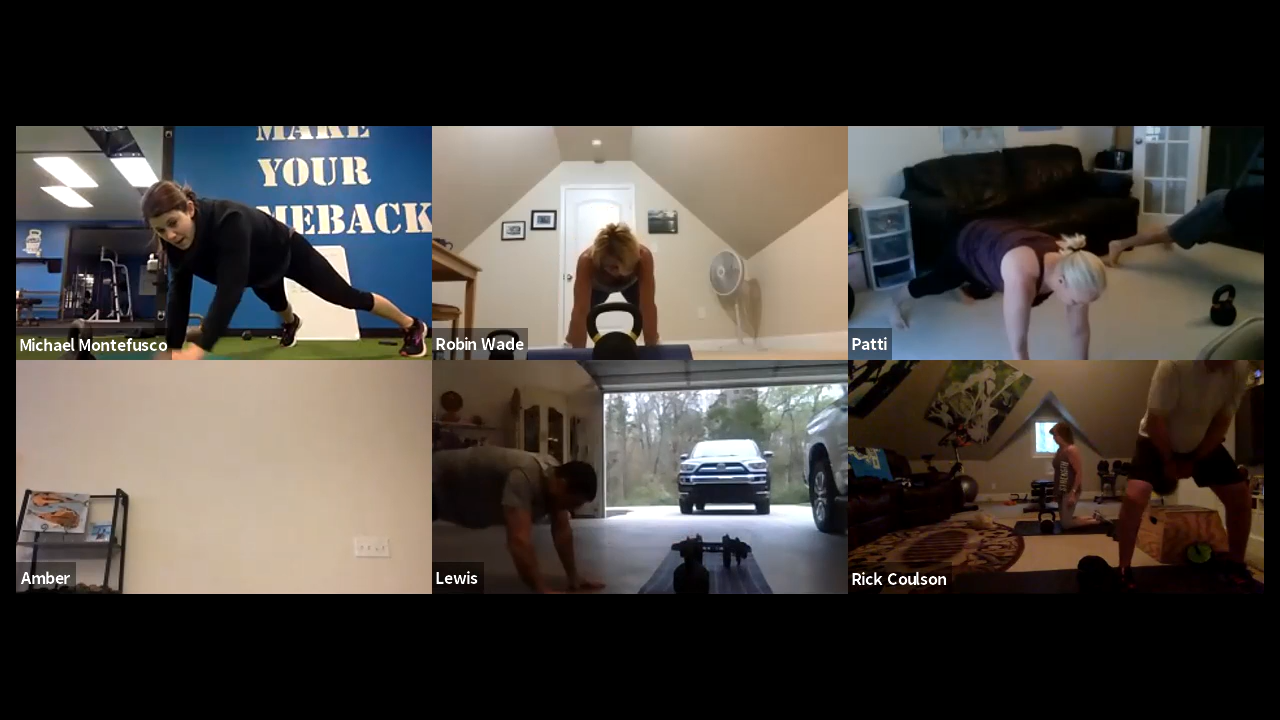 MAKE
YOUR
MEBACK
Michael Montefusco
Robin Wade
Patti
Amber
Lewis
Rick Coulson